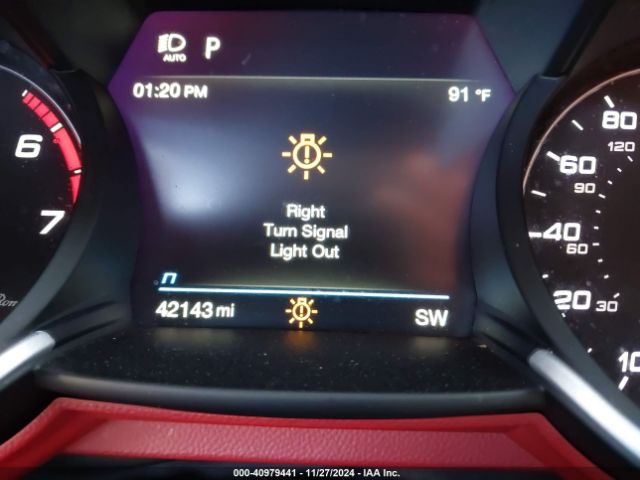 AUTO P
01:20 PM 91 °F
6
7
Right
Turn Signal
Light Out
n
42143 mi SW
80
120
60
90
40
60
20
30
10
000-40979441 - 11/27/2024 - IAA Inc.